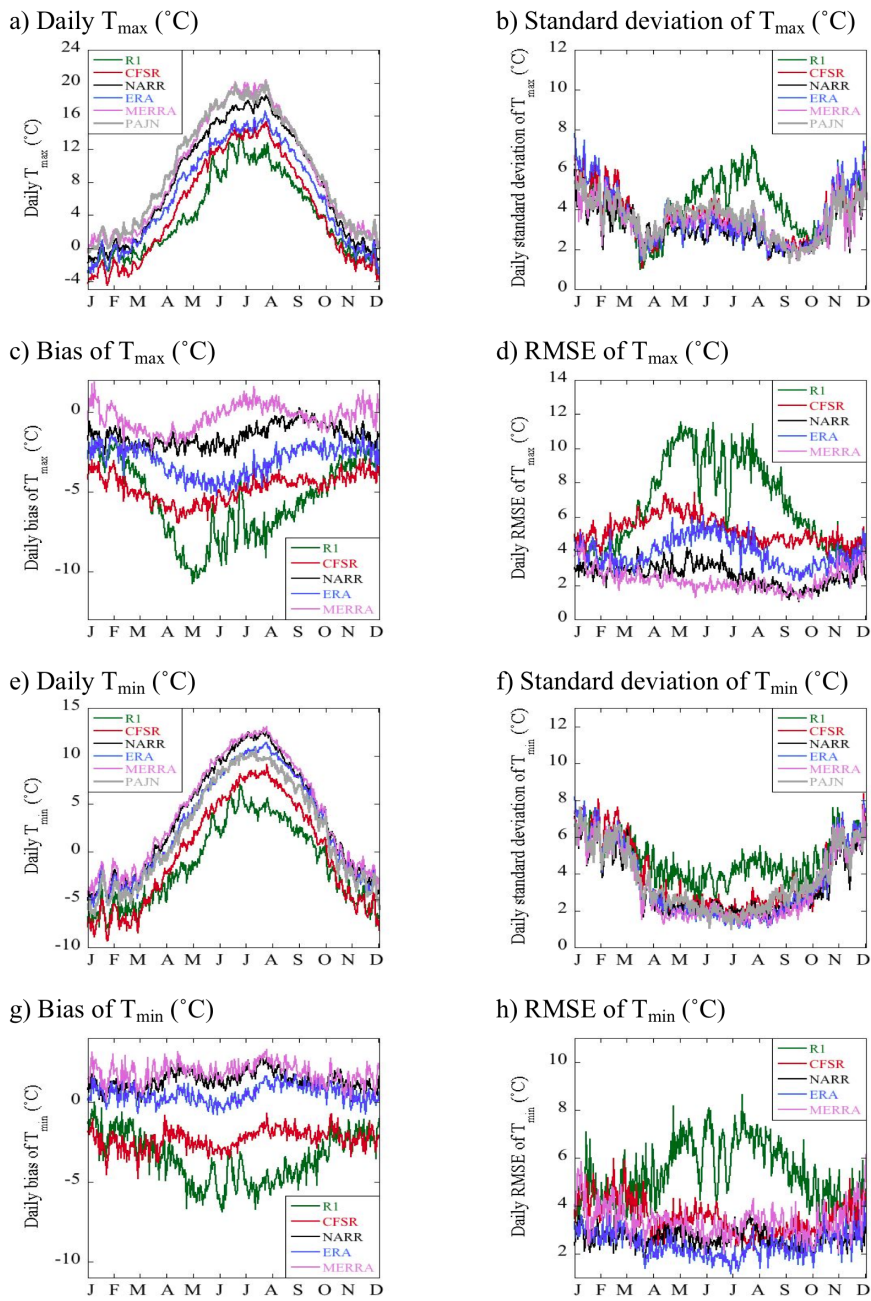 a) Daily Tmax (˚C)
24
20
16
12
8
4
0
-4
Daily Tmax (˚C)
R1
CFSR
NARR
ERA
MERRA
PAJN
J F M A M J J A S O N D
b) Standard deviation of Tmax (˚C)
12
10
8
6
4
2
0
Daily standard deviation of Tmax (˚C)
R1
CFSR
NARR
ERA
MERRA
PAJN
J F M A M J J A S O N D
c) Bias of Tmax (˚C)
0
-5
-10
Daily bias of Tmax (˚C)
R1
CFSR
NARR
ERA
MERRA
J F M A M J J A S O N D
d) RMSE of Tmax (˚C)
14
12
10
8
6
4
2
0
Daily RMSE of Tmax (˚C)
R1
CFSR
NARR
ERA
MERRA
J F M A M J J A S O N D
e) Daily Tmin (˚C)
15
10
5
0
-5
-10
Daily Tmin (˚C)
R1
CFSR
NARR
ERA
MERRA
PAJN
J F M A M J J A S O N D
f) Standard deviation of Tmin (˚C)
12
10
8
6
4
2
0
Daily standard deviation of Tmin (˚C)
R1
CFSR
NARR
ERA
MERRA
PAJN
J F M A M J J A S O N D
g) Bias of Tmin (˚C)
0
-5
-10
Daily bias of Tmin (˚C)
R1
CFSR
NARR
ERA
MERRA
J F M A M J J A S O N D
h) RMSE of Tmin (˚C)
10
8
6
4
2
Daily RMSE of Tmin (˚C)
R1
CFSR
NARR
ERA
MERRA
J F M A M J J A S O N D